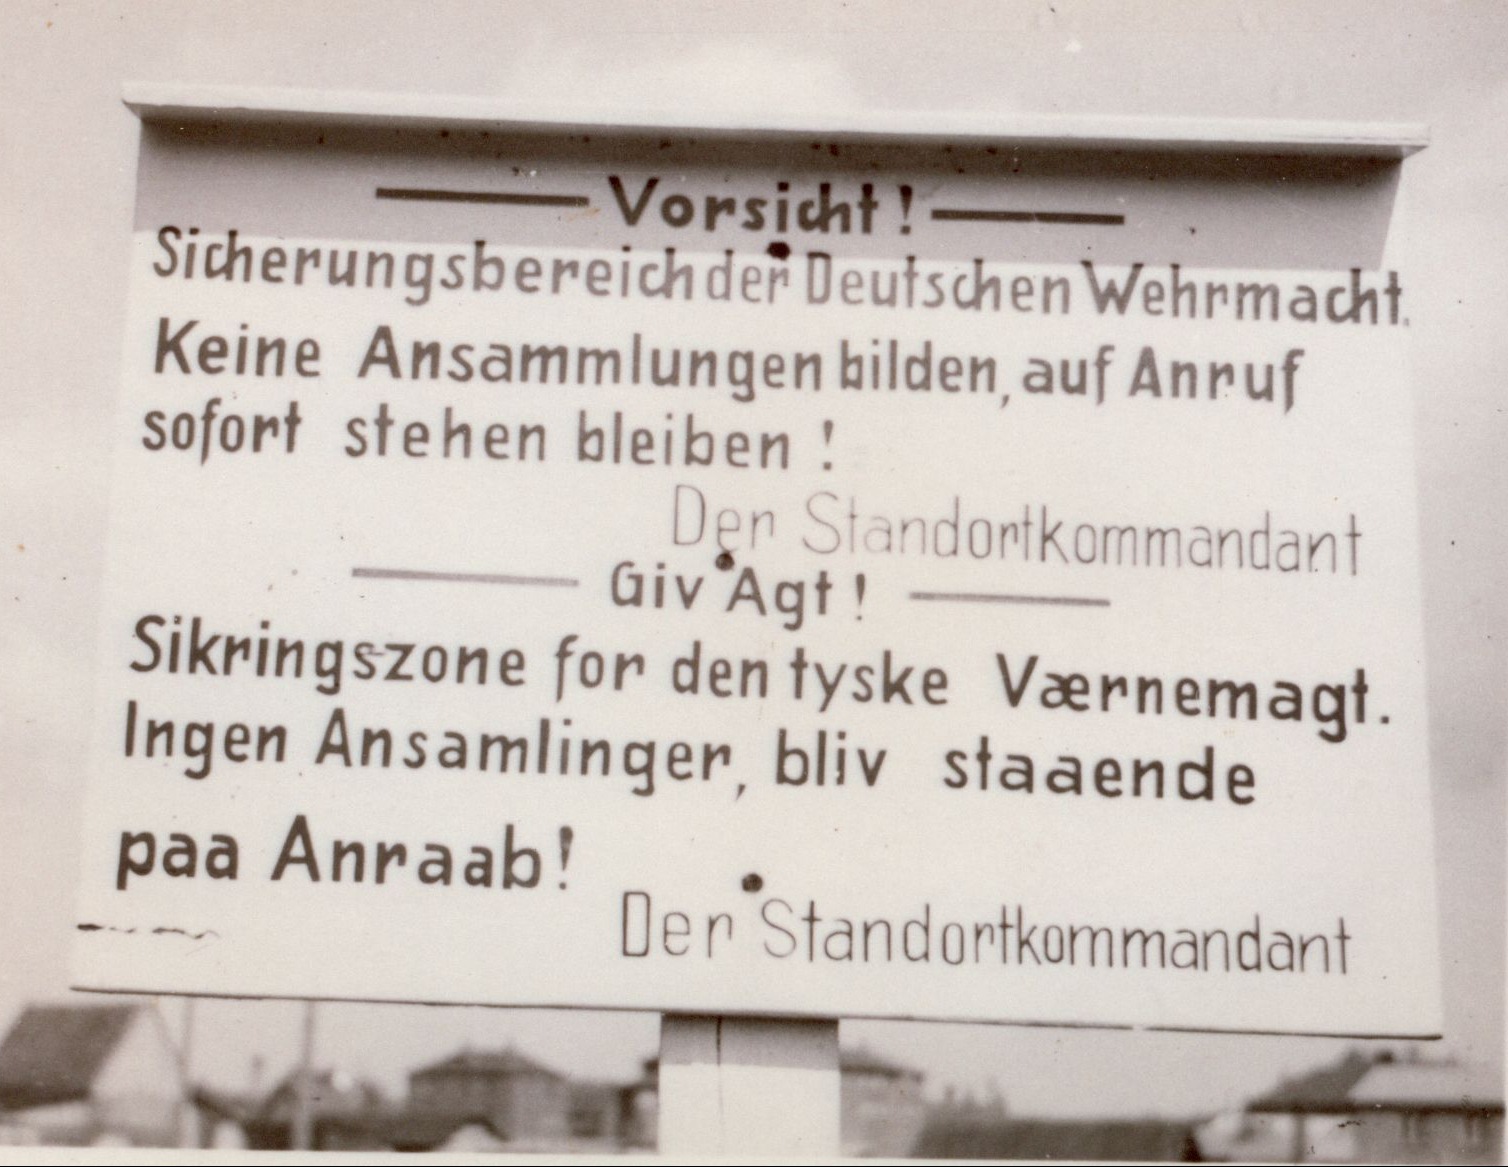 Vorsicht!
Sicherungsbereich der Deutschen Wehrmacht.
Keine Ansammlungen bilden, auf Anruf
sofort stehen bleiben!
Der Standortkommandant
Giv Agt!
Sikringszone for den tyske Værnemagt.
Ingen Ansamlinger, bliv staaende
paa Anraab!
Der Standortkommandant